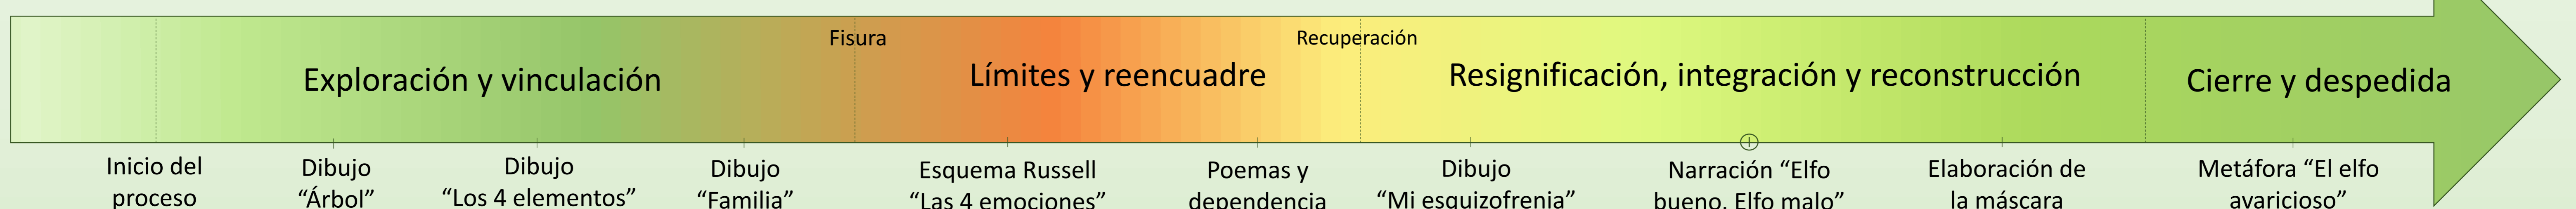 Fisura
Recuperación
Exploración y vinculación
Límites y reencuadre
Resignificación, integración y reconstrucción
Cierre y despedida
Inicio del
proceso
Dibujo
“Árbol”
Dibujo
“Los 4 elementos”
Dibujo
“Familia”
Esquema Russell
“Las 4 emociones”
Poemas y
dependencia
Dibujo
“Mi esquizofrenia”
Narración “Elfo
bueno, Elfo malo”
Elaboración de
la máscara
Metáfora “El elfo
avaricioso”